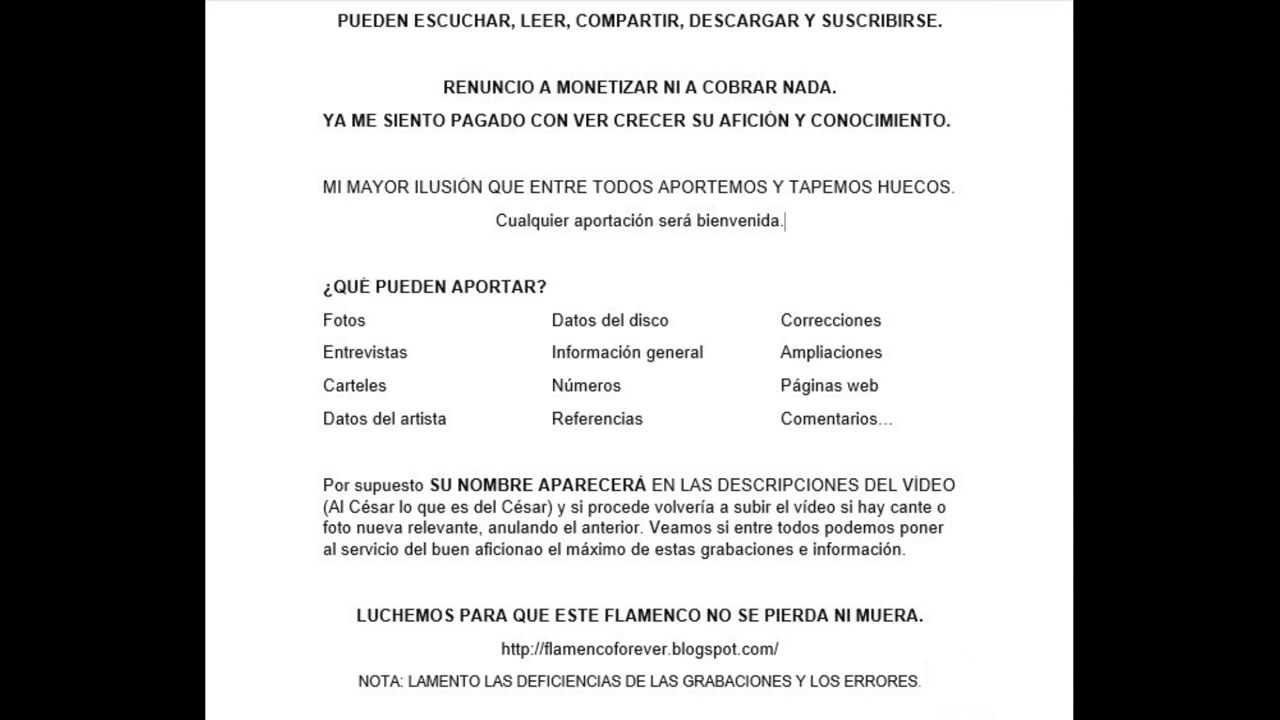 PUEDEN ESCUCHAR, LEER, COMPARTIR, DESCARGAR Y SUSCRIBIRSE.
RENUNCIO A MONETIZAR NI A COBRAR NADA.
YA ME SIENTO PAGADO CON VER CRECER SU AFICIÓN Y CONOCIMIENTO.
MI MAYOR ILUSIÓN QUE ENTRE TODOS APORTEMOS Y TAPEMOS HUECOS.
Cualquier aportación será bienvenida.
¿QUÉ PUEDEN APORTAR?
Fotos Datos del disco Correcciones
Entrevistas Información general Ampliaciones
Carteles Números Páginas web
Datos del artista Referencias Comentarios...
Por supuesto SU NOMBRE APARECERÁ EN LAS DESCRIPCIONES DEL VÍDEO
(Al César lo que es del César) y si procede volvería a subir el vídeo si hay cante o
foto nueva relevante, anulando el anterior. Veamos si entre todos podemos poner
al servicio del buen aficionao el máximo de estas grabaciones e información.
LUCHEMOS PARA QUE ESTE FLAMENCO NO SE PIERDA NI MUERA.
http://flamencoforever.blogspot.com/
NOTA: LAMENTO LAS DEFICIENCIAS DE LAS GRABACIONES Y LOS ERRORES.